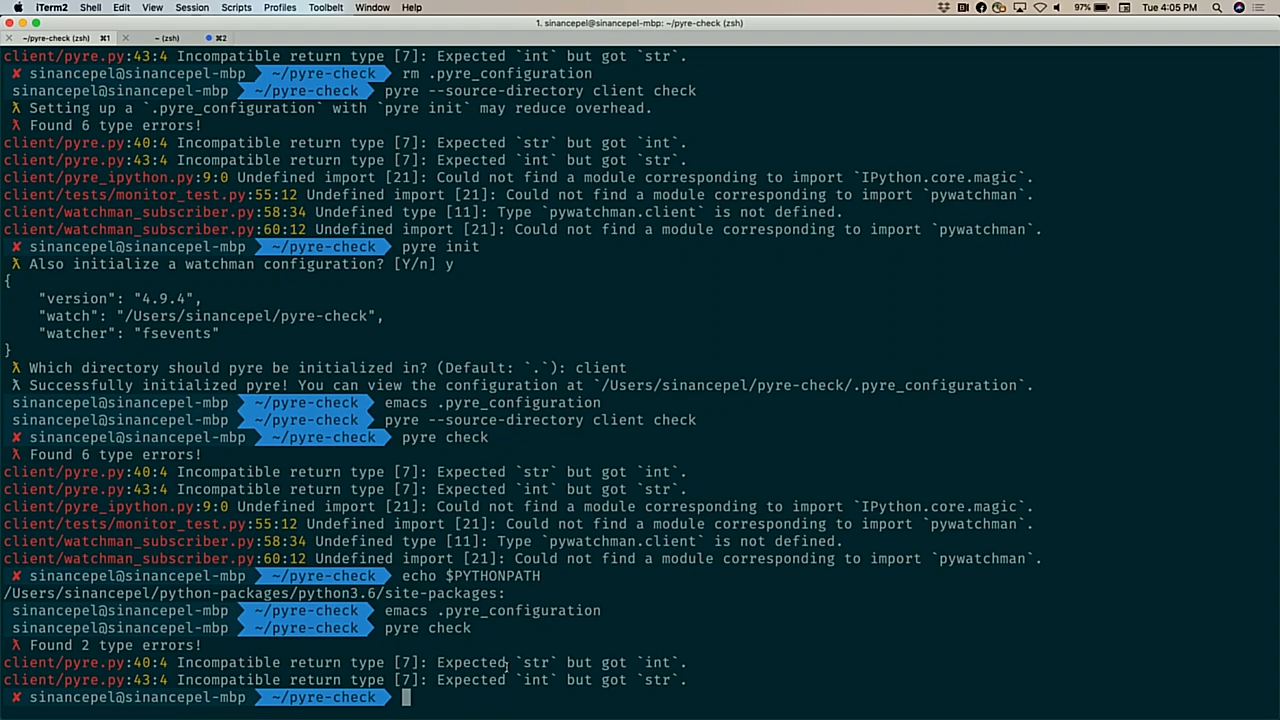 iTerm2 Shell Edit View Session Scripts Profiles Toolbelt Window Help 97% Tue 4:05 PM
1. sinancepel@sinancepel-mbp: ~/pyre-check (zsh)
~/pyre-check (zsh) ⌘1 ~ (zsh) ⌘2
client/pyre.py:43:4 Incompatible return type [7]: Expected `int` but got `str`.
✘ sinancepel@sinancepel-mbp ~/pyre-check rm .pyre_configuration
sinancepel@sinancepel-mbp ~/pyre-check pyre --source-directory client check
ƛ Setting up a `.pyre_configuration` with `pyre init` may reduce overhead.
ƛ Found 6 type errors!
client/pyre.py:40:4 Incompatible return type [7]: Expected `str` but got `int`.
client/pyre.py:43:4 Incompatible return type [7]: Expected `int` but got `str`.
client/pyre_ipython.py:9:0 Undefined import [21]: Could not find a module corresponding to import `IPython.core.magic`.
client/tests/monitor_test.py:55:12 Undefined import [21]: Could not find a module corresponding to import `pywatchman`.
client/watchman_subscriber.py:58:34 Undefined type [11]: Type `pywatchman.client` is not defined.
client/watchman_subscriber.py:60:12 Undefined import [21]: Could not find a module corresponding to import `pywatchman`.
✘ sinancepel@sinancepel-mbp ~/pyre-check pyre init
ƛ Also initialize a watchman configuration? [Y/n] y
{
"version": "4.9.4",
"watch": "/Users/sinancepel/pyre-check",
"watcher": "fsevents"
}
ƛ Which directory should pyre be initialized in? (Default: `.`): client
ƛ Successfully initialized pyre! You can view the configuration at `/Users/sinancepel/pyre-check/.pyre_configuration`.
sinancepel@sinancepel-mbp ~/pyre-check emacs .pyre_configuration
sinancepel@sinancepel-mbp ~/pyre-check pyre --source-directory client check
✘ sinancepel@sinancepel-mbp ~/pyre-check pyre check
ƛ Found 6 type errors!
client/pyre.py:40:4 Incompatible return type [7]: Expected `str` but got `int`.
client/pyre.py:43:4 Incompatible return type [7]: Expected `int` but got `str`.
client/pyre_ipython.py:9:0 Undefined import [21]: Could not find a module corresponding to import `IPython.core.magic`.
client/tests/monitor_test.py:55:12 Undefined import [21]: Could not find a module corresponding to import `pywatchman`.
client/watchman_subscriber.py:58:34 Undefined type [11]: Type `pywatchman.client` is not defined.
client/watchman_subscriber.py:60:12 Undefined import [21]: Could not find a module corresponding to import `pywatchman`.
✘ sinancepel@sinancepel-mbp ~/pyre-check echo $PYTHONPATH
/Users/sinancepel/python-packages/python3.6/site-packages:
sinancepel@sinancepel-mbp ~/pyre-check emacs .pyre_configuration
sinancepel@sinancepel-mbp ~/pyre-check pyre check
ƛ Found 2 type errors!
client/pyre.py:40:4 Incompatible return type [7]: Expected `str` but got `int`.
client/pyre.py:43:4 Incompatible return type [7]: Expected `int` but got `str`.
✘ sinancepel@sinancepel-mbp ~/pyre-check